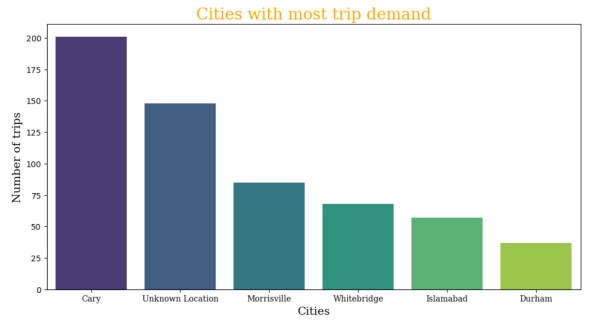 Cities with most trip demand
Number of trips
200
175
150
125
100
75
50
25
0
Cary Unknown Location Morrisville Whitebridge Islamabad Durham
Cities